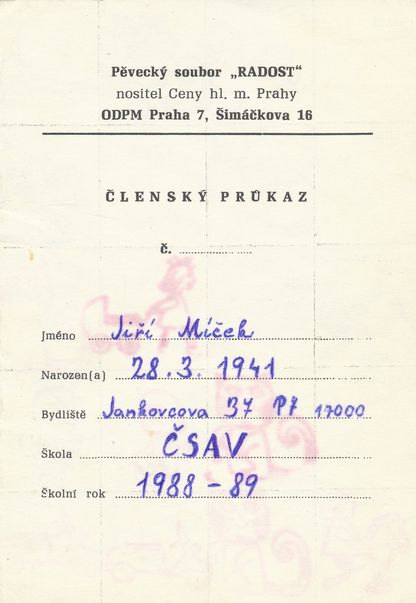 Pěvecký soubor „RADOST“
nositel Ceny hl. m. Prahy
ODPM Praha 7, Šimáčkova 16
ČLENSKÝ PRŮKAZ
č.
Jméno Jiří Míček
Narozen(a) 28.3.1941
Bydliště Jankovcova 37 P7 17000
Škola ČSAV
Školní rok 1988-89